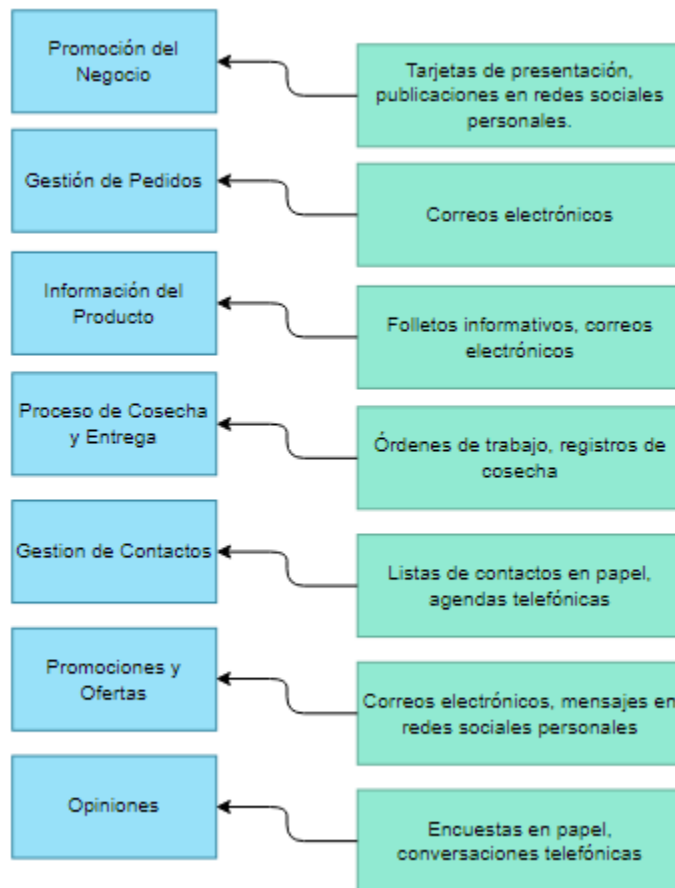 Promoción del
Negocio
Tarjetas de presentación,
publicaciones en redes sociales
personales.
Gestión de Pedidos
Correos electrónicos
Información del
Producto
Folletos informativos, correos
electrónicos
Proceso de Cosecha
y Entrega
Órdenes de trabajo, registros de
cosecha
Gestion de Contactos
Listas de contactos en papel,
agendas telefónicas
Promociones y
Ofertas
Correos electrónicos, mensajes en
redes sociales personales
Opiniones
Encuestas en papel,
conversaciones telefónicas